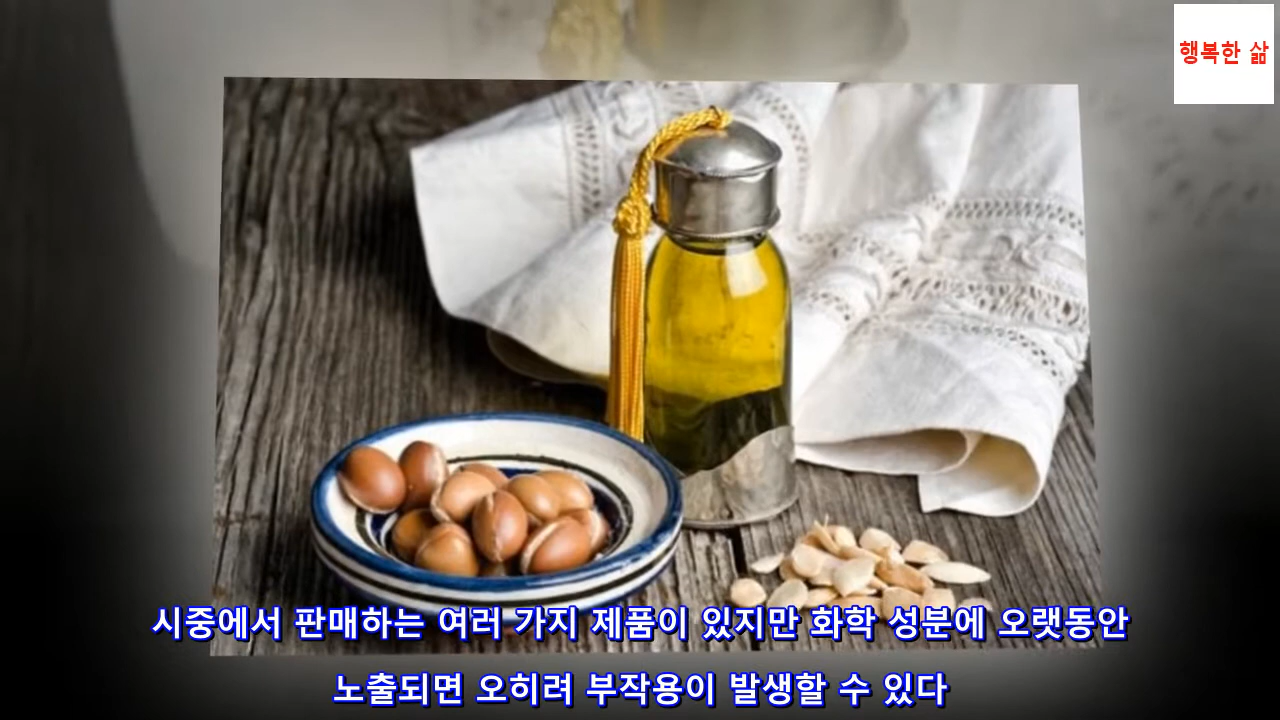 행복한 삶
시중에서 판매하는 여러 가지 제품이 있지만 화학 성분에 오랫동안
노출되면 오히려 부작용이 발생할 수 있다